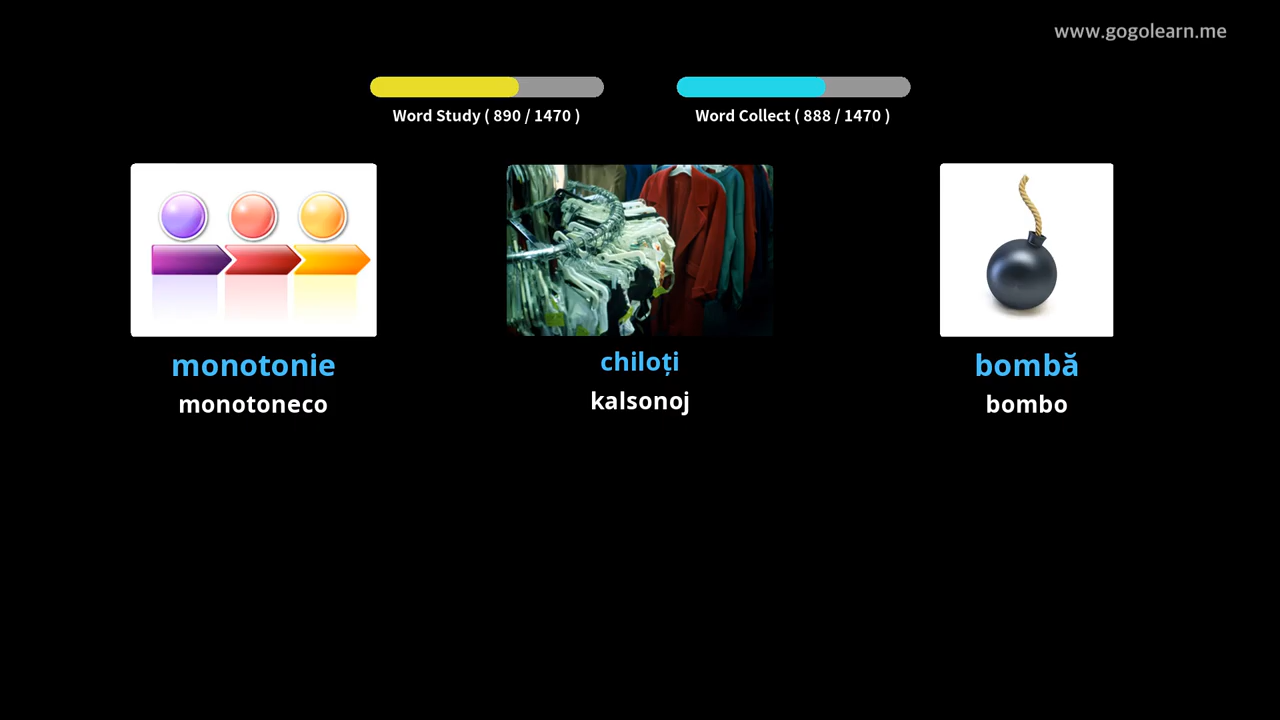 www.gogolearn.me
Word Study ( 890 / 1470 )
Word Collect ( 888 / 1470 )
monotonie
monotoneco
chiloți
kalsonoj
bombă
bombo